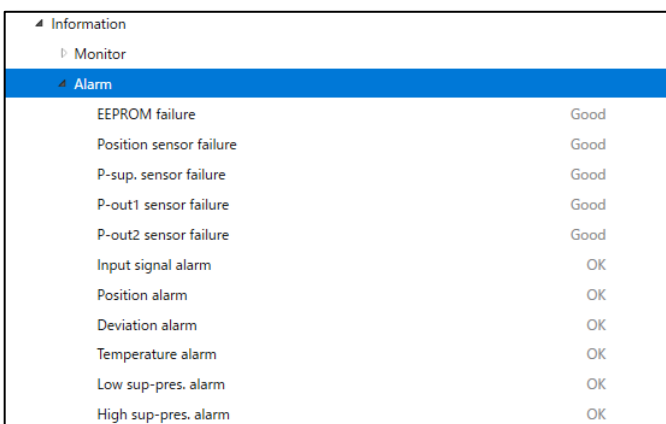 Information
Monitor
Alarm
EEPROM failure Good
Position sensor failure Good
P-sup. sensor failure Good
P-out1 sensor failure Good
P-out2 sensor failure Good
Input signal alarm OK
Position alarm OK
Deviation alarm OK
Temperature alarm OK
Low sup-pres. alarm OK
High sup-pres. alarm OK